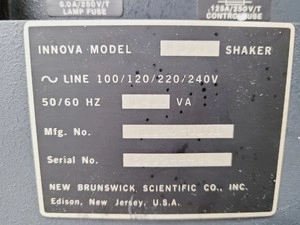 5.0A/250V/T
LAMP FUSE
.125A/250V/T
CONTROL FUSE
INNOVA MODEL SHAKER
~ LINE 100/120/220/240V
50/60 HZ VA
Mfg. No.
Serial No.
NEW BRUNSWICK SCIENTIFIC CO., INC.
Edison, New Jersey, U.S.A.